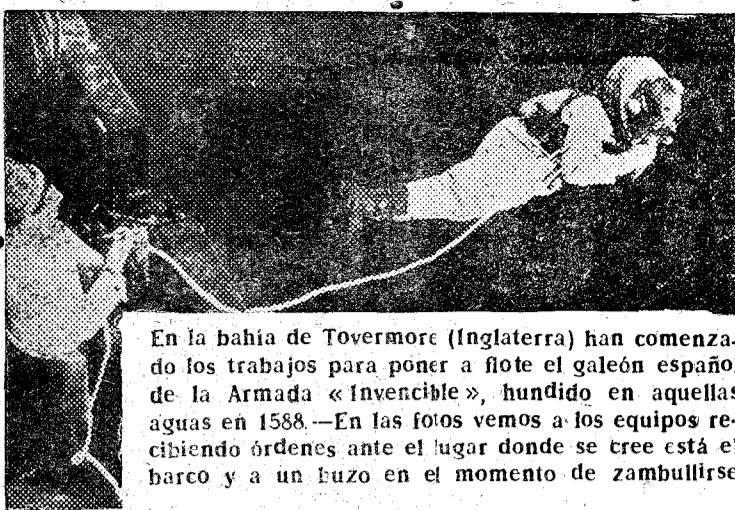 En la bahía de Tovermore (Inglaterra) han comenza-
do los trabajos para poner a flote el galeón español
de la Armada «Invencible», hundido en aquellas
aguas en 1588.—En las fotos vemos a los equipos re-
cibiendo órdenes ante el lugar donde se cree está el
barco y a un buzo en el momento de zambullirse